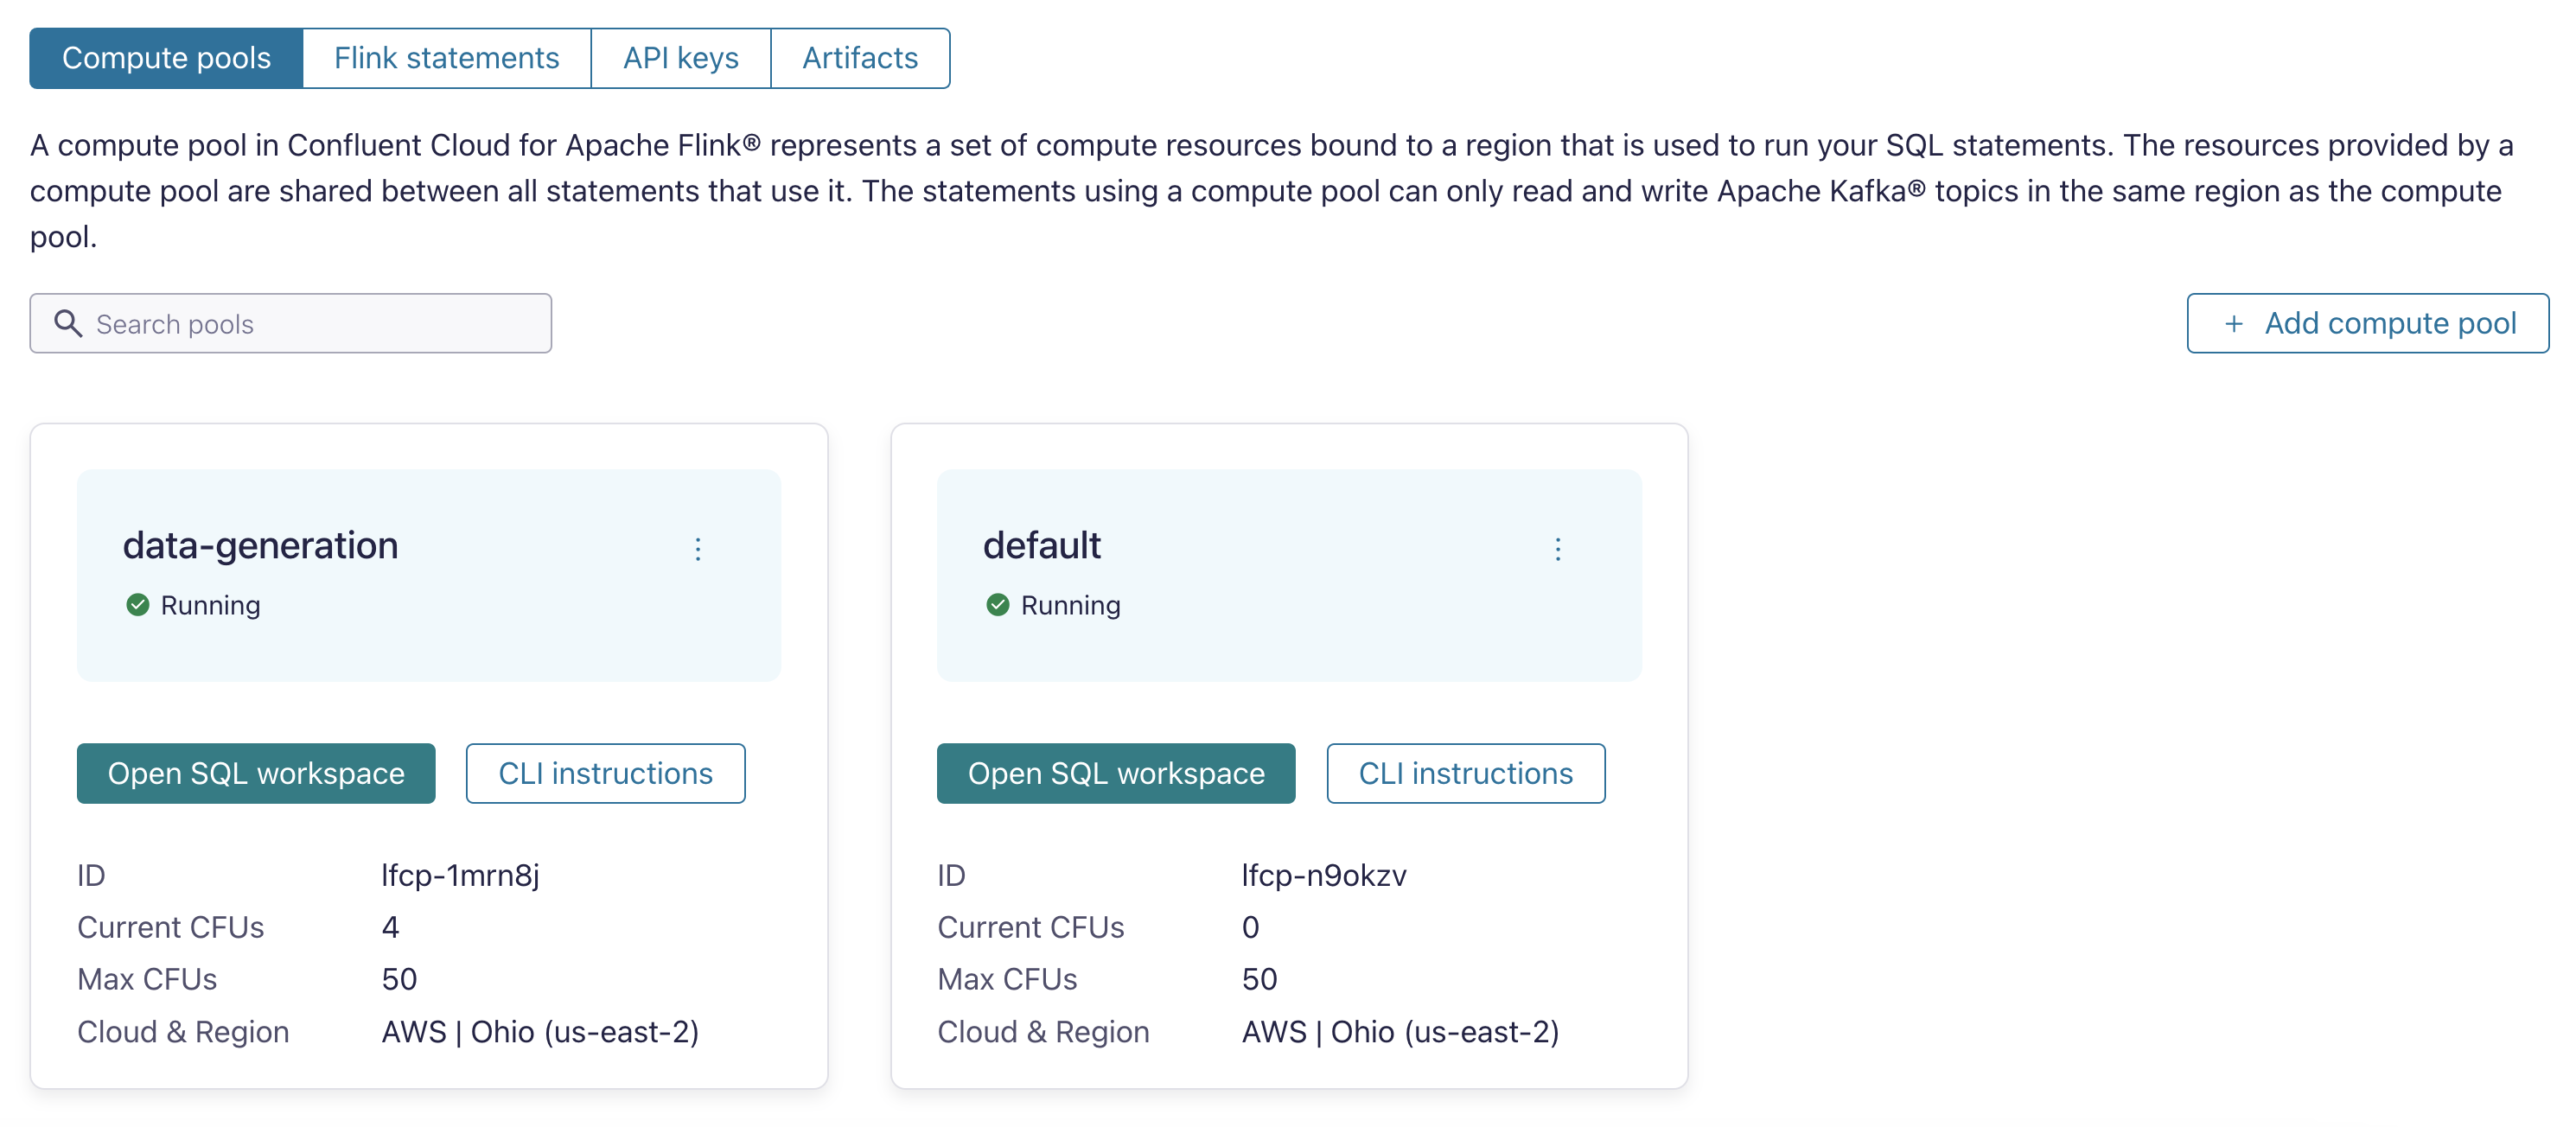 Compute pools
Flink statements
API keys
Artifacts
A compute pool in Confluent Cloud for Apache Flink® represents a set of compute resources bound to a region that is used to run your SQL statements. The resources provided by a
compute pool are shared between all statements that use it. The statements using a compute pool can only read and write Apache Kafka® topics in the same region as the compute
pool.
Search pools
+ Add compute pool
data-generation
Running
Open SQL workspace
CLI instructions
ID lfcp-1mrn8j
Current CFUs 4
Max CFUs 50
Cloud & Region AWS | Ohio (us-east-2)
default
Running
Open SQL workspace
CLI instructions
ID lfcp-n9okzv
Current CFUs 0
Max CFUs 50
Cloud & Region AWS | Ohio (us-east-2)